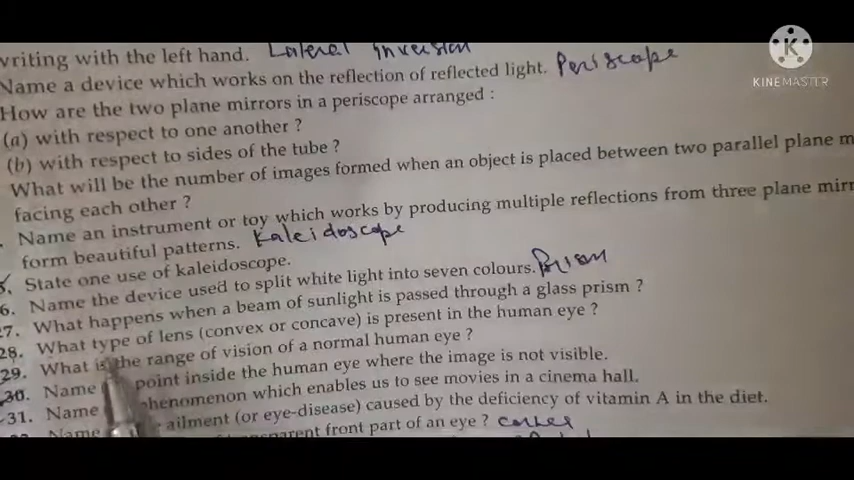 K
KINEMASTER
writing with the left hand. Lateral inversion
Name a device which works on the reflection of reflected light. Periscope
How are the two plane mirrors in a periscope arranged :
(a) with respect to one another ?
(b) with respect to sides of the tube ?
What will be the number of images formed when an object is placed between two parallel plane m
facing each other ?
Name an instrument or toy which works by producing multiple reflections from three plane mirr
form beautiful patterns. Kaleidoscope
5. State one use of kaleidoscope.
6. Name the device used to split white light into seven colours. Prism
27. What happens when a beam of sunlight is passed through a glass prism ?
28. What type of lens (convex or concave) is present in the human eye ?
29. What is the range of vision of a normal human eye ?
30. Name point inside the human eye where the image is not visible.
31. Name phenomenon which enables us to see movies in a cinema hall.
Name ailment (or eye-disease) caused by the deficiency of vitamin A in the diet.
transparent front part of an eye ?